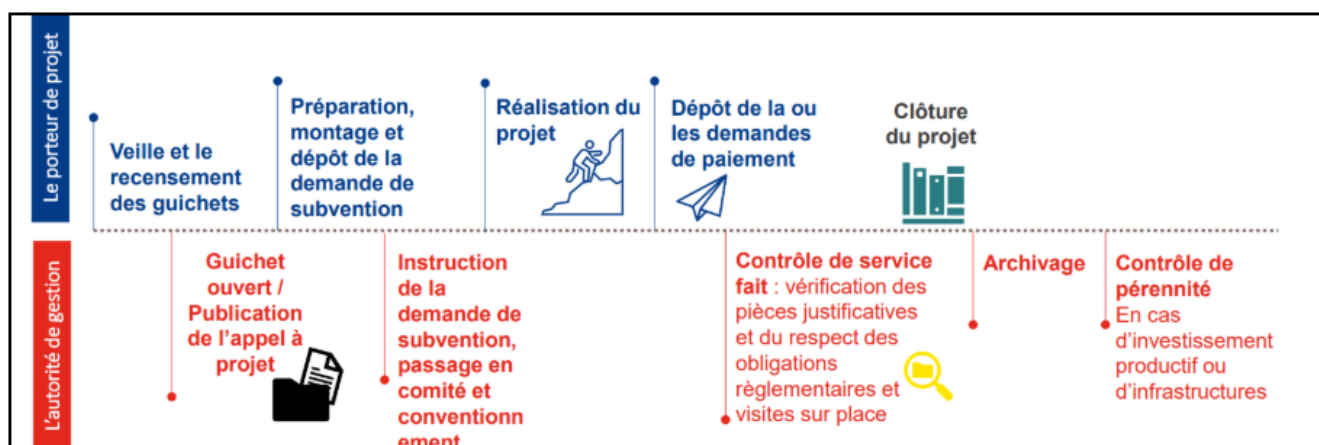 Le porteur de projet
Veille et le
recensement
des guichets
Préparation,
montage et
dépôt de la
demande de
subvention
Réalisation du
projet
Dépôt de la ou
les demandes
de paiement
Clôture
du projet
L'autorité de gestion
Guichet
ouvert /
Publication
de l'appel à
projet
Instruction
de la
demande de
subvention,
passage en
comité et
conventionn
ement
Contrôle de service
fait : vérification des
pièces justificatives
et du respect des
obligations
règlementaires et
visites sur place
Archivage
Contrôle de
pérennité
En cas
d'investissement
productif ou
d'infrastructures